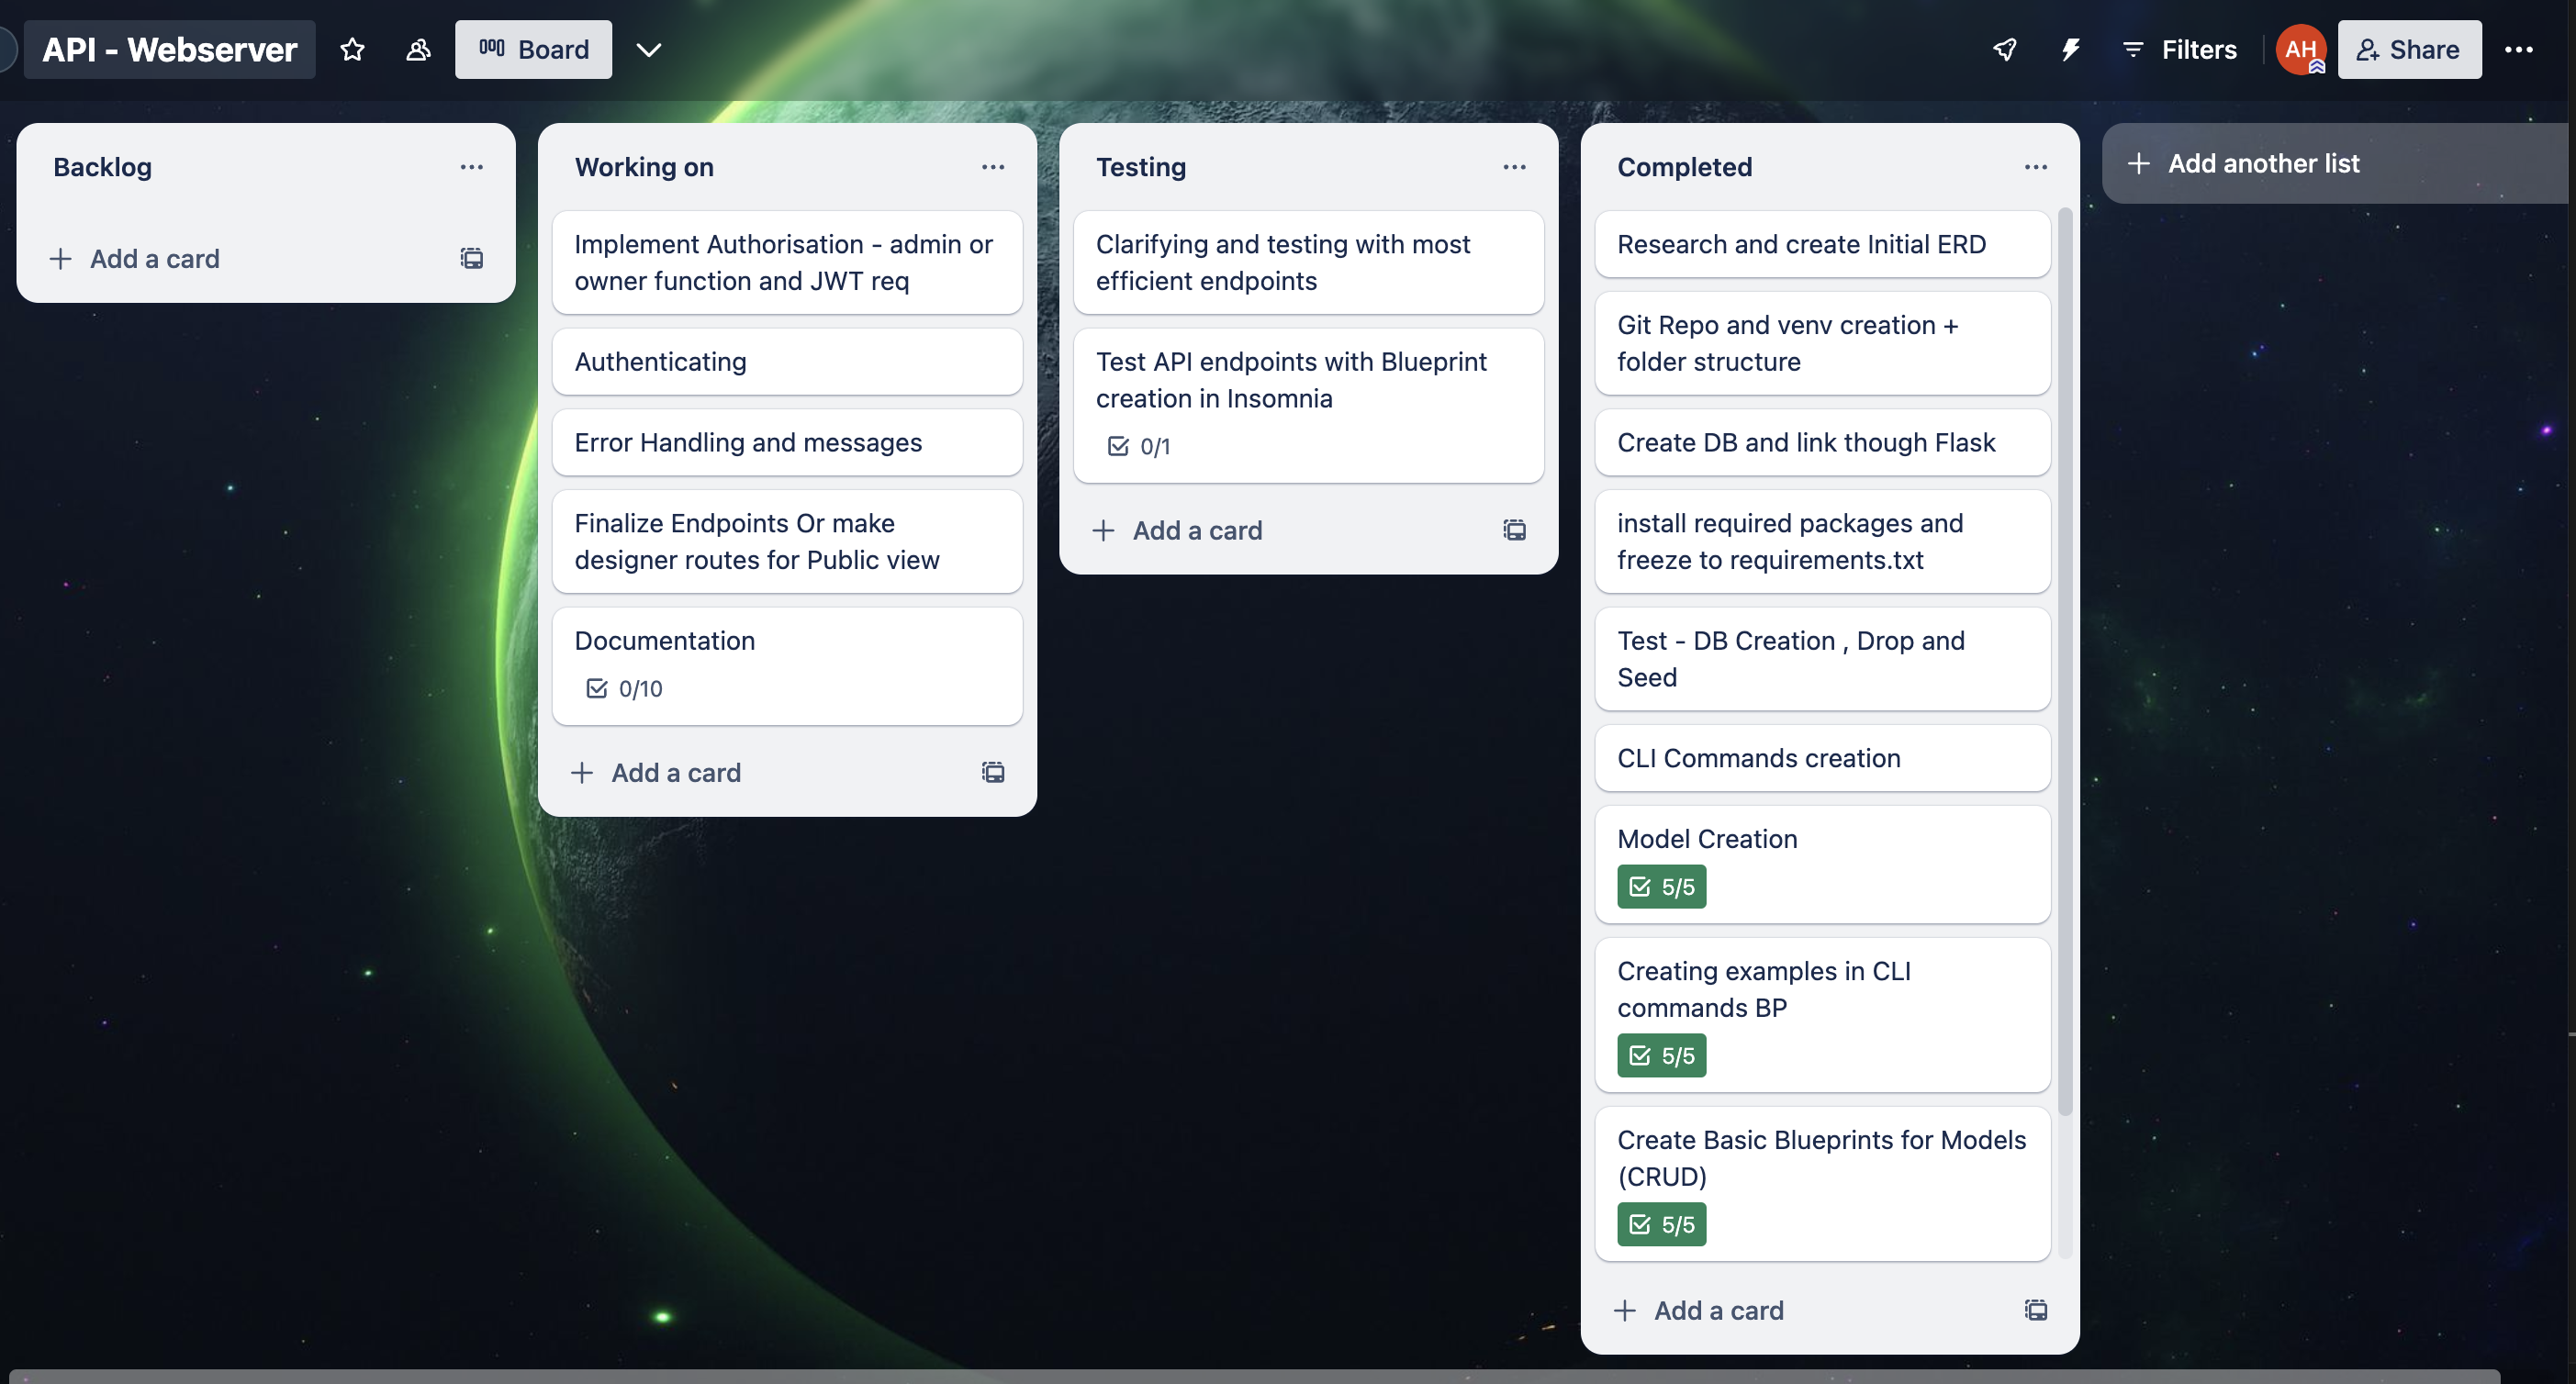 API - Webserver
Board
Filters
AH
Share
Backlog
Add a card
Working on
Implement Authorisation - admin or
owner function and JWT req
Authenticating
Error Handling and messages
Finalize Endpoints Or make
designer routes for Public view
Documentation
0/10
Add a card
Testing
Clarifying and testing with most
efficient endpoints
Test API endpoints with Blueprint
creation in Insomnia
0/1
Add a card
Completed
Research and create Initial ERD
Git Repo and venv creation +
folder structure
Create DB and link though Flask
install required packages and
freeze to requirements.txt
Test - DB Creation , Drop and
Seed
CLI Commands creation
Model Creation
5/5
Creating examples in CLI
commands BP
5/5
Create Basic Blueprints for Models
(CRUD)
5/5
Add a card
Add another list